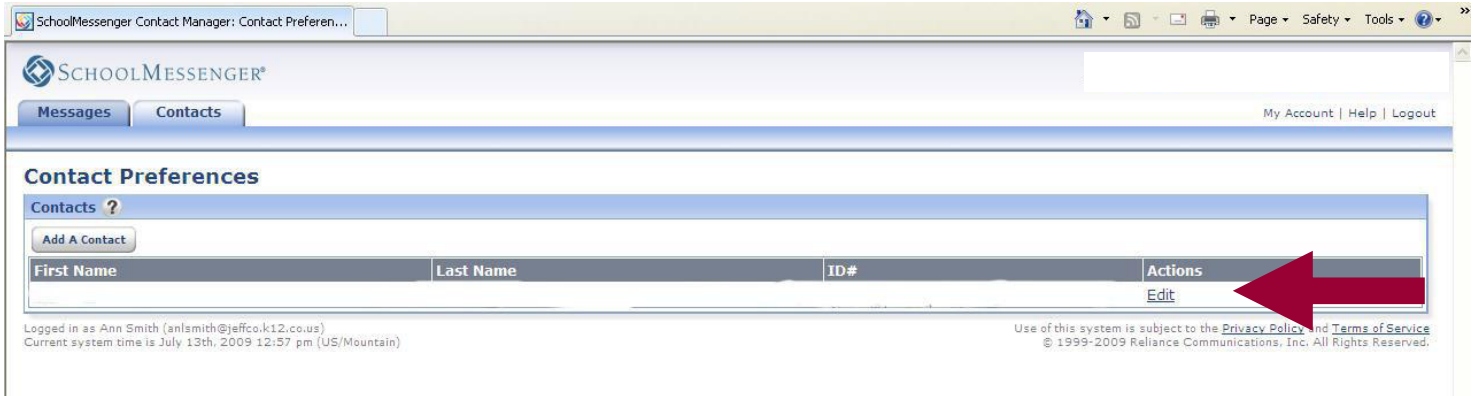 SchoolMessenger Contact Manager: Contact Preferen...
Page Safety Tools »
SCHOOLMESSENGER®
Messages Contacts
My Account | Help | Logout
Contact Preferences
Contacts ?
Add A Contact
First Name Last Name ID# Actions
Edit
Logged in as Ann Smith (anlsmith@jeffco.k12.co.us) Use of this system is subject to the Privacy Policy and Terms of Service
Current system time is July 13th, 2009 12:57 pm (US/Mountain) © 1999-2009 Reliance Communications, Inc. All Rights Reserved.